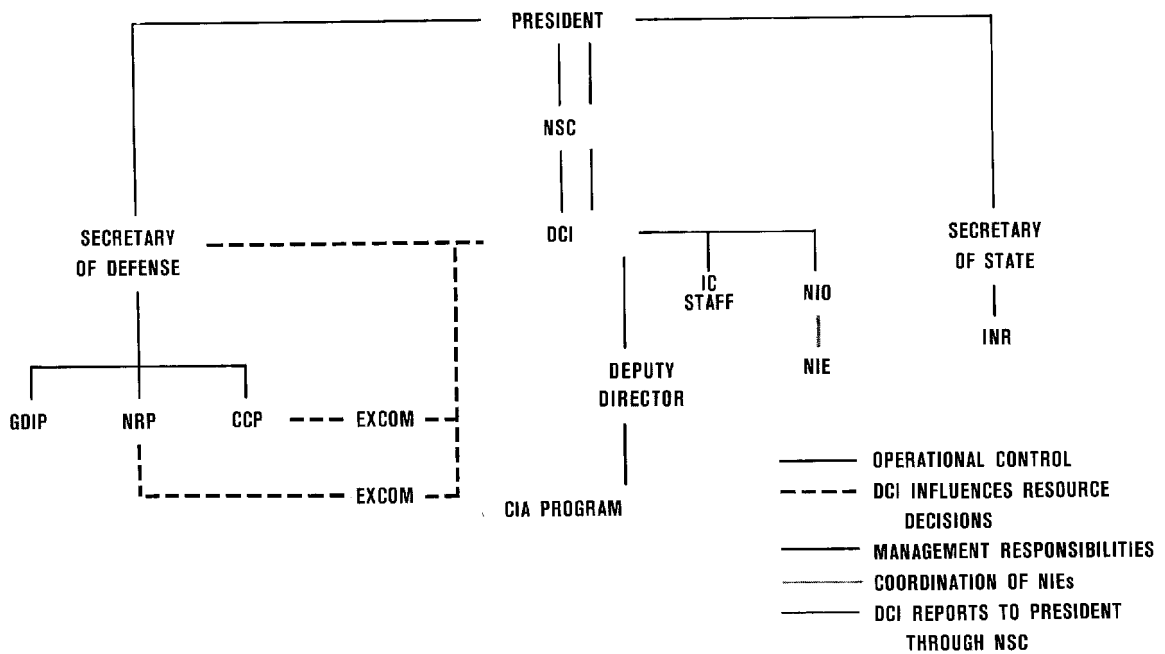 PRESIDENT
NSC
SECRETARY
OF DEFENSE
DCI
SECRETARY
OF STATE
IC
STAFF
NIO
INR
NIE
DEPUTY
DIRECTOR
GDIP
NRP
CCP
EXCOM
EXCOM
CIA PROGRAM
OPERATIONAL CONTROL
DCI INFLUENCES RESOURCE
DECISIONS
MANAGEMENT RESPONSIBILITIES
COORDINATION OF NIEs
DCI REPORTS TO PRESIDENT
THROUGH NSC